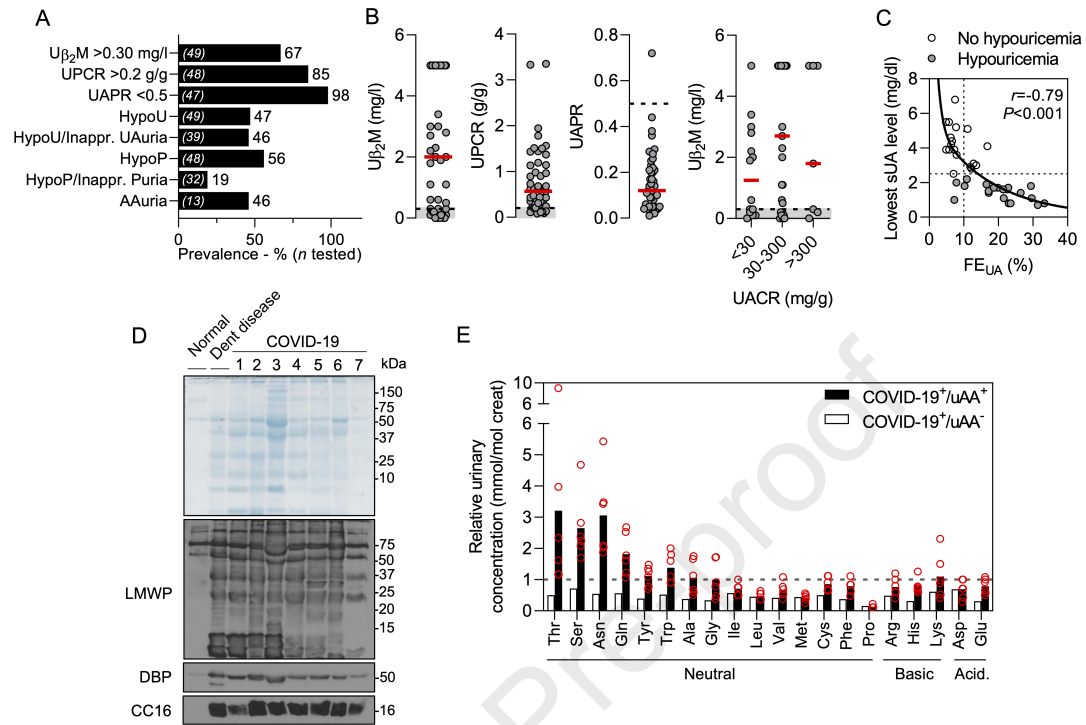 A
Uβ2M >0.30 mg/l (49) 67
UPCR >0.2 g/g (48) 85
UAPR <0.5 (47) 98
HypoU (49) 47
HypoU/Inappr. UAuria (39) 46
HypoP (48) 56
HypoP/Inappr. Puria (32) 19
AAuria (13) 46
0 50 100
Prevalence - % (n tested)
B
Uβ2M (mg/l)
6
4
2
0
UPCR (g/g)
4
3
2
1
0
UAPR
0.8
0.6
0.4
0.2
0.0
Uβ2M (mg/l)
6
4
2
0
<30
30-300
>300
UACR (mg/g)
C
No hypouricemia
Hypouricemia
Lowest sUA level (mg/dl)
8
6
4
2
0
r=-0.79
P<0.001
0 10 20 30 40
FEUA (%)
D
Normal
Dent disease
COVID-19
1 2 3 4 5 6 7
kDa
150
75
50
37
25
10
LMWP
75
50
37
25
20
15
DBP
50
CC16
16
E
COVID-19+/uAA+
COVID-19+/uAA-
Relative urinary
concentration (mmol/mol creat)
10
6
5
4
3
2
1
0
Thr Ser Asn Gln Tyr Trp Ala Gly Ile Leu Val Met Cys Phe Pro Arg His Lys Asp Glu
Neutral Basic Acid.
Pre-proof